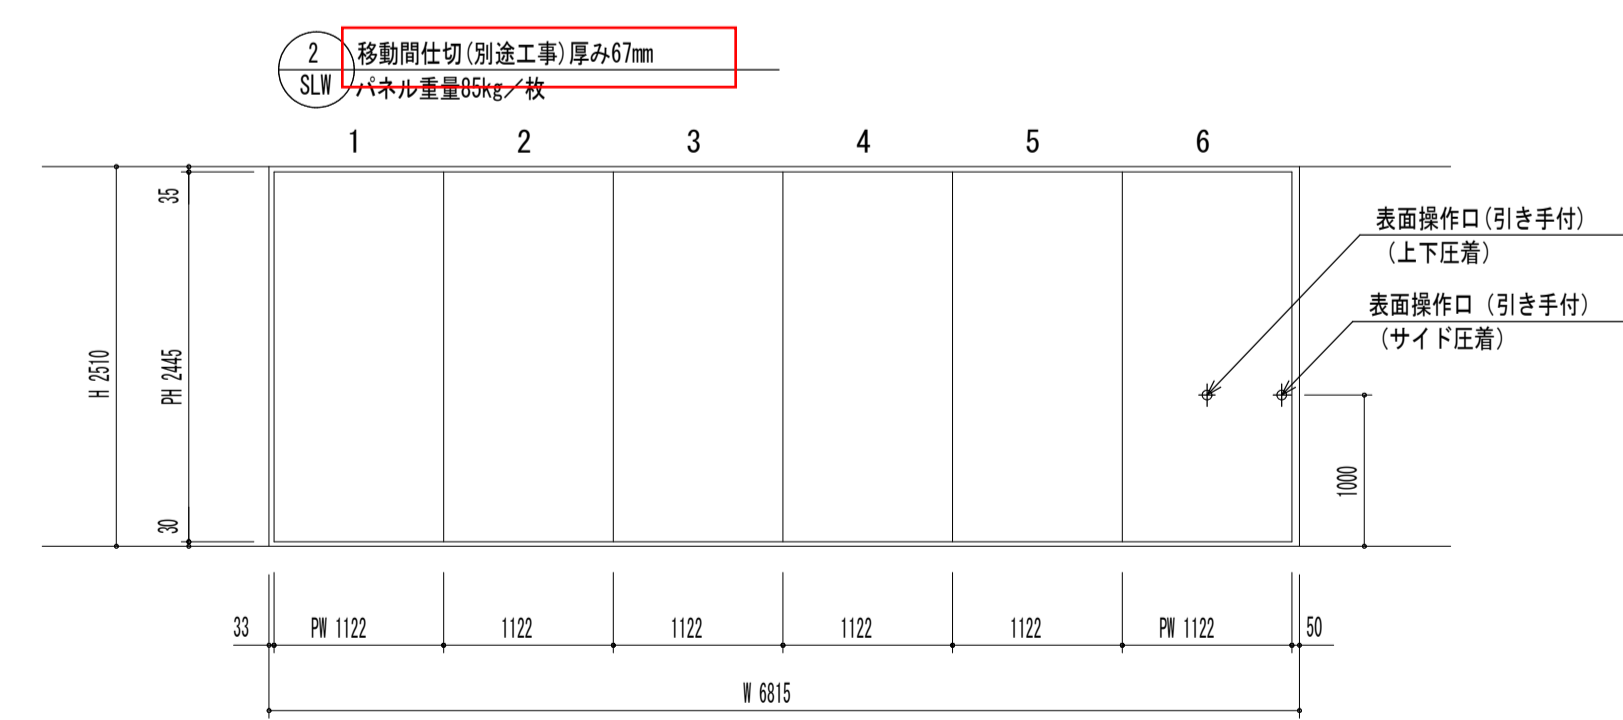 2
移動間仕切(別途工事)厚み67mm
SLW
パネル重量85kg/枚
1 2 3 4 5 6
35
表面操作口(引き手付)
(上下圧着)
表面操作口 (引き手付)
(サイド圧着)
H 2510
PH 2445
1000
30
33 PW 1122 1122 1122 1122 1122 PW 1122 50
W 6815